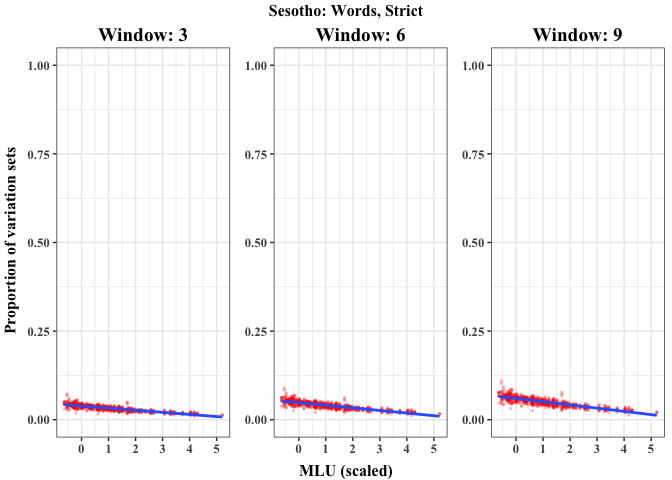 Sesotho: Words, Strict
Window: 3 Window: 6 Window: 9
Proportion of variation sets
1.00 1.00 1.00
0.75 0.75 0.75
0.50 0.50 0.50
0.25 0.25 0.25
0.00 0.00 0.00
0 1 2 3 4 5 0 1 2 3 4 5 0 1 2 3 4 5
MLU (scaled)